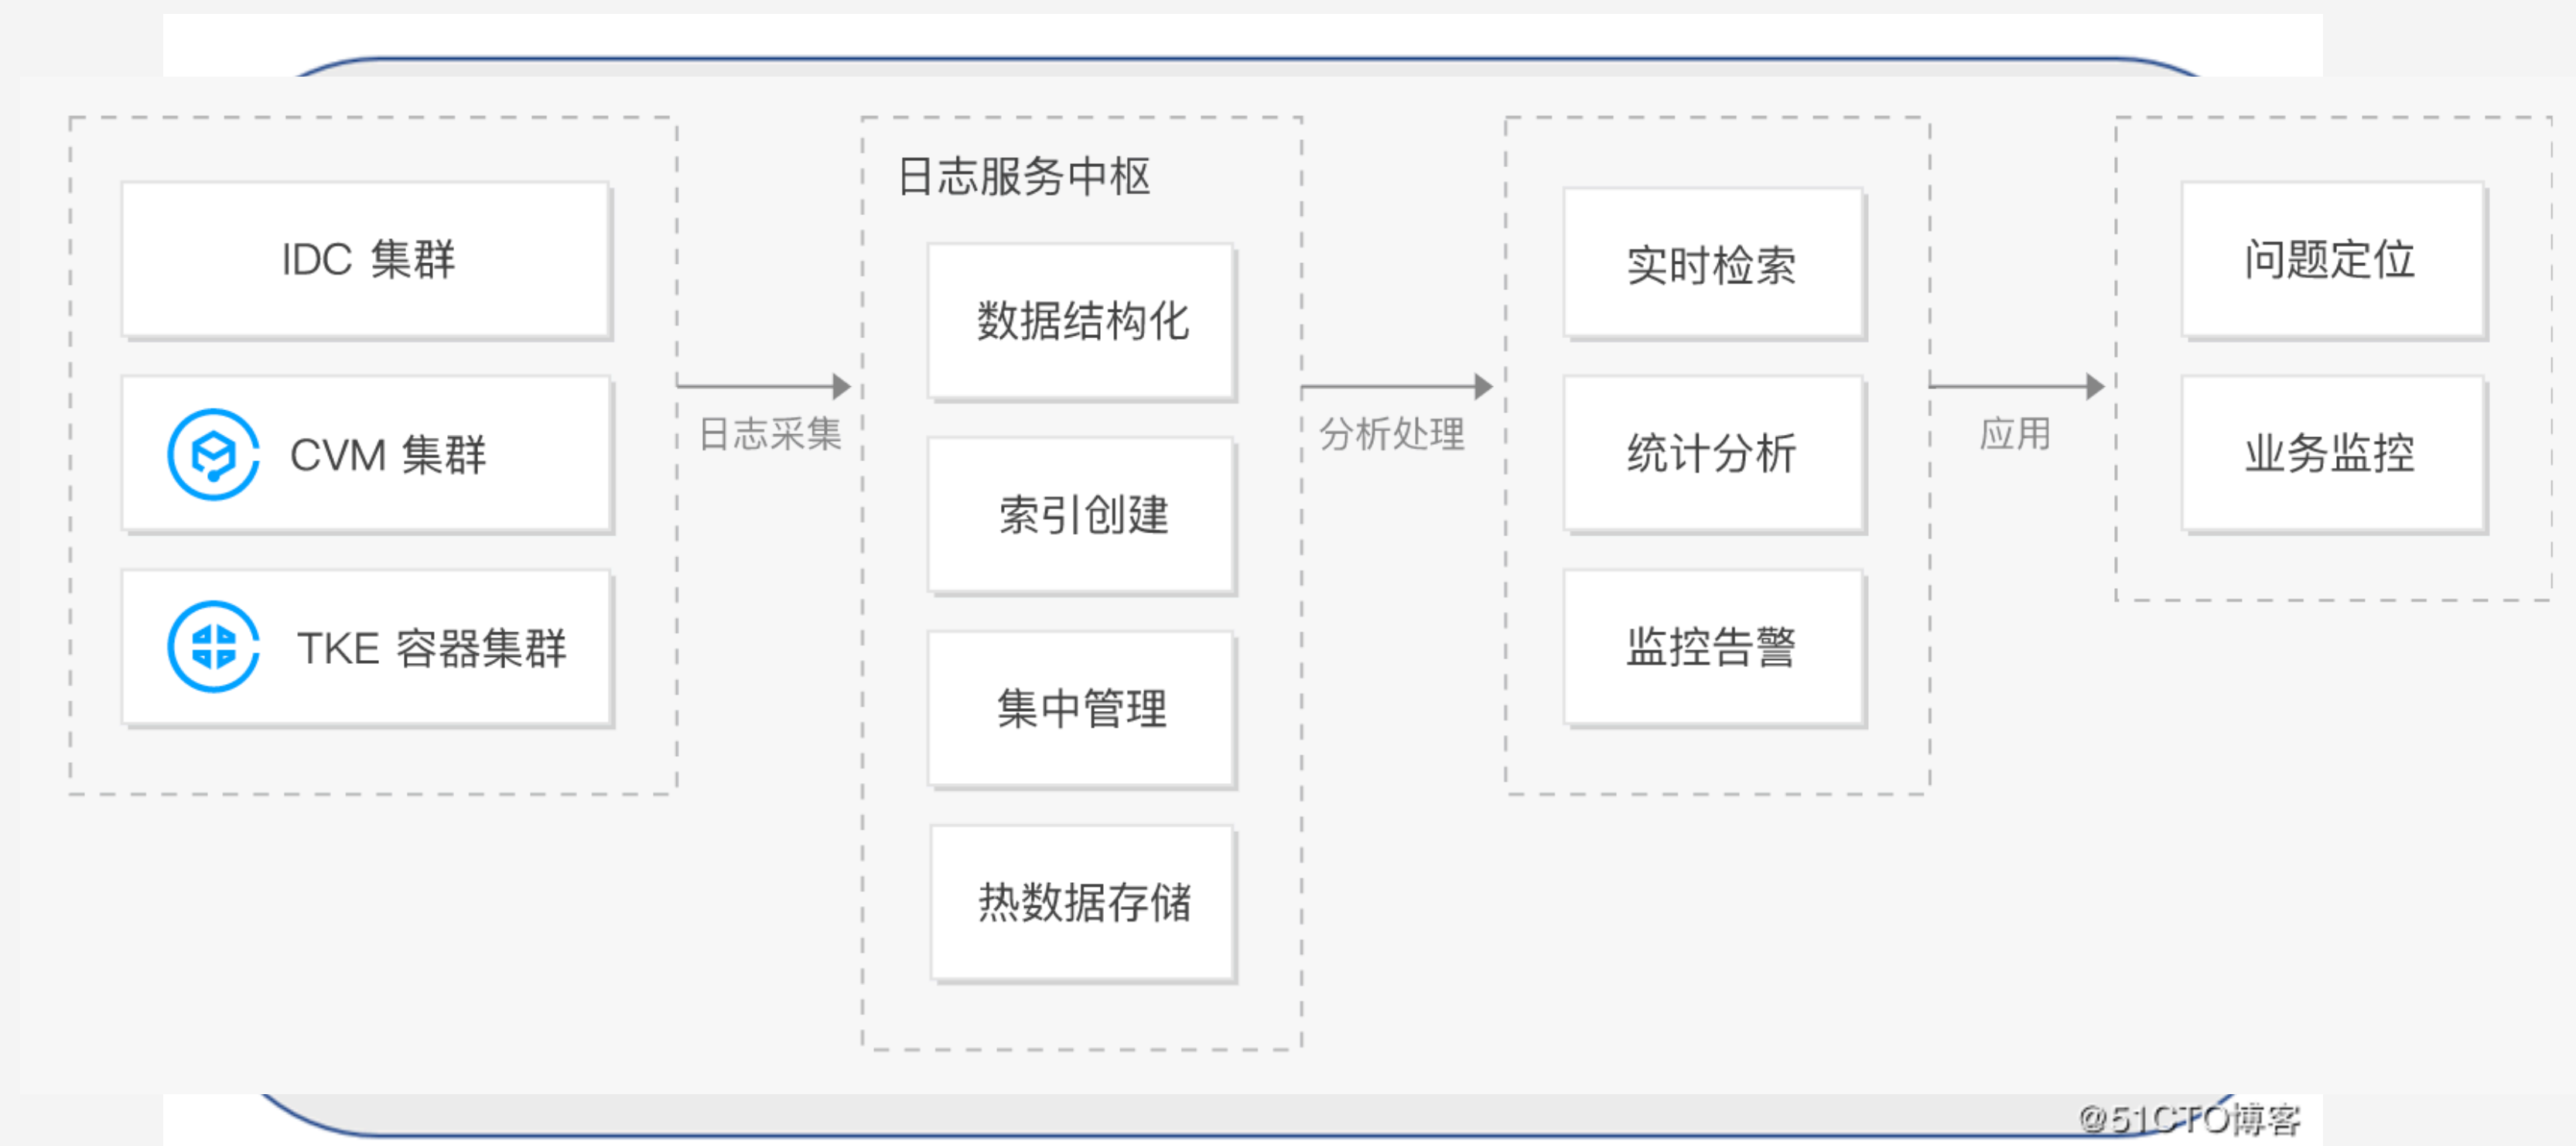 IDC 集群
CVM 集群
TKE 容器集群
日志采集
日志服务中枢
数据结构化
索引创建
集中管理
热数据存储
分析处理
实时检索
统计分析
监控告警
应用
问题定位
业务监控
@51CTO博客